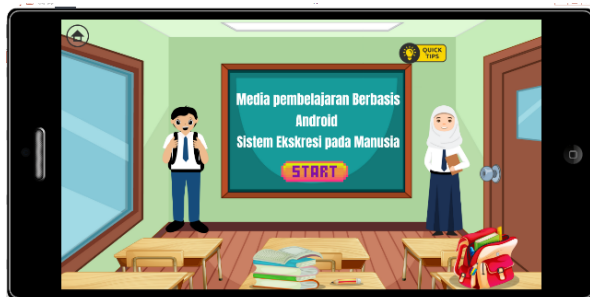 QUICK
TIPS
Media pembelajaran Berbasis
Android
Sistem Ekskresi pada Manusia
START